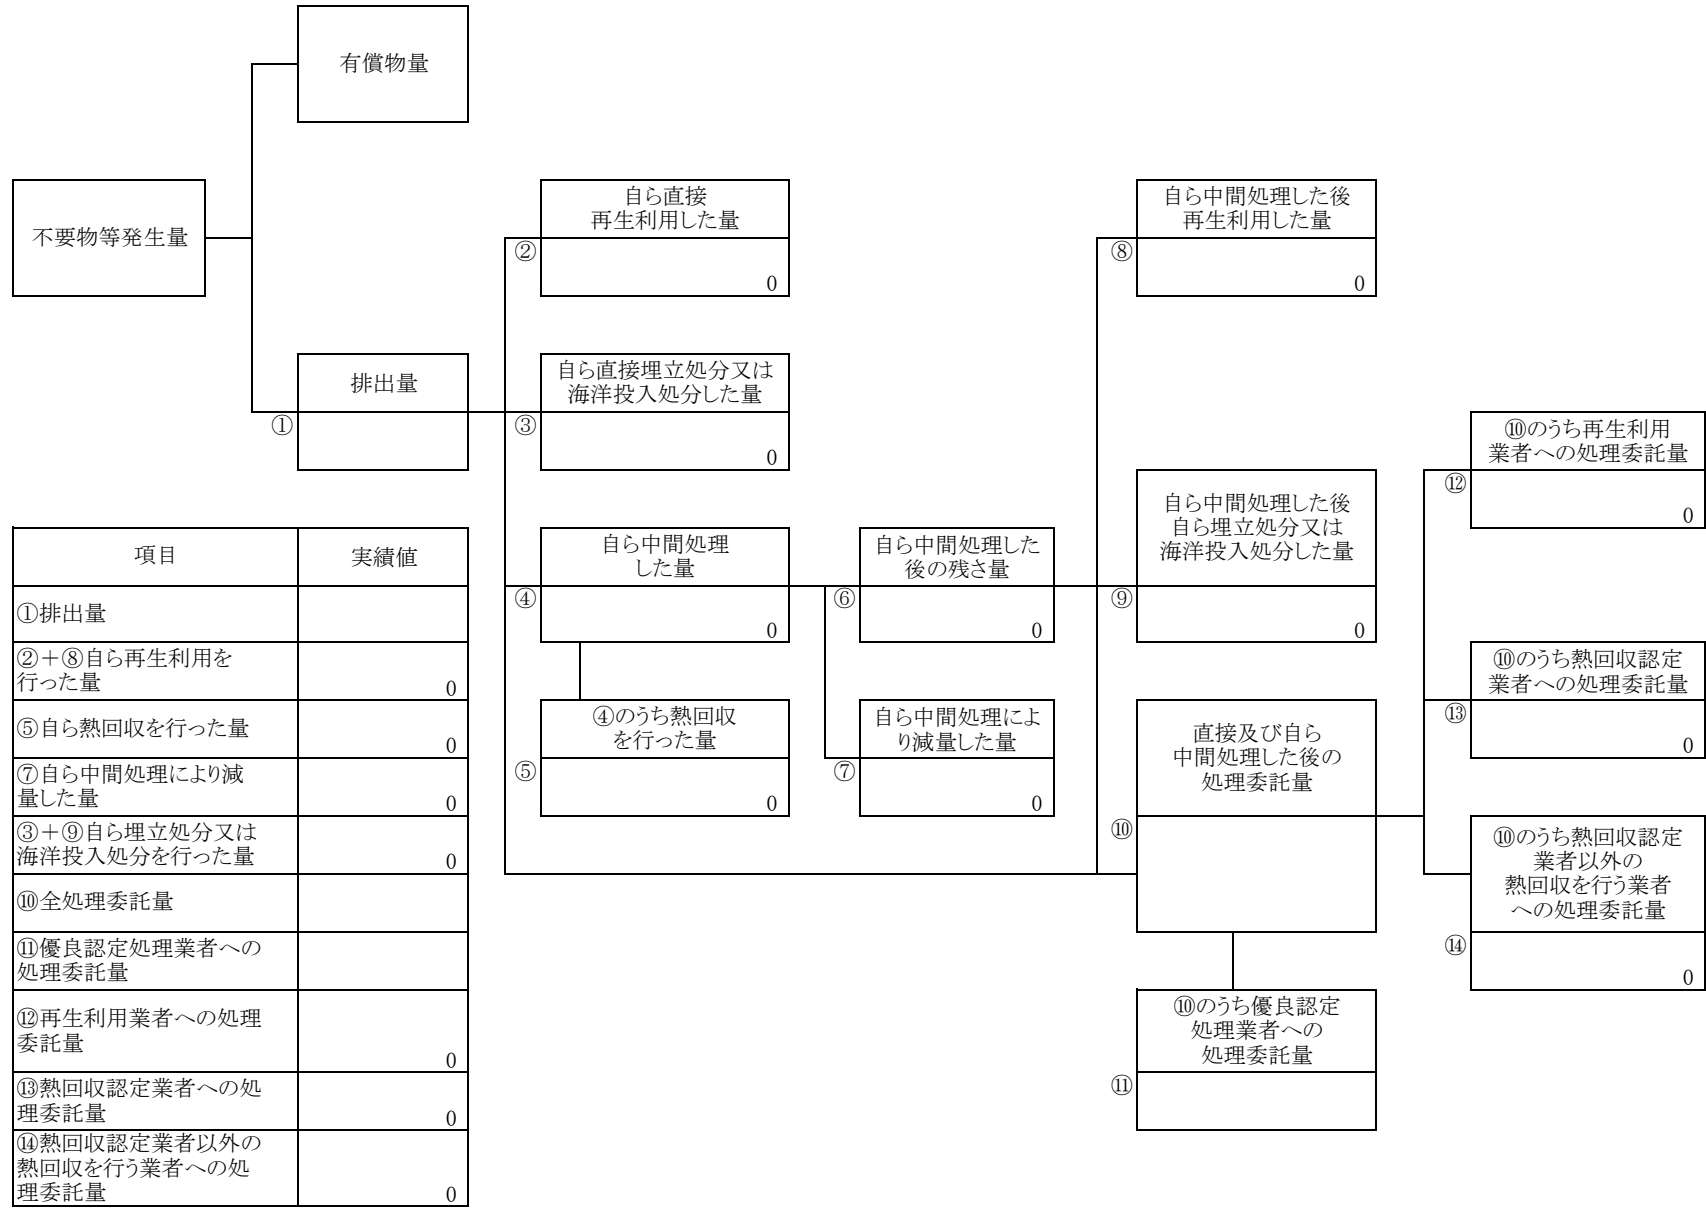 有償物量
不要物等発生量
自ら直接
再生利用した量
②
0
自ら中間処理した後
再生利用した量
⑧
0
排出量
①
自ら直接埋立処分又は
海洋投入処分した量
③
0
⑩のうち再生利用
業者への処理委託量
⑫
0
自ら中間処理
した量
④
0
自ら中間処理した
後の残さ量
⑥
0
自ら中間処理した後
自ら埋立処分又は
海洋投入処分した量
⑨
0
⑩のうち熱回収認定
業者への処理委託量
⑬
0
④のうち熱回収
を行った量
⑤
0
自ら中間処理によ
り減量した量
⑦
0
直接及び自ら
中間処理した後の
処理委託量
⑩
⑩のうち熱回収認定
業者以外の
熱回収を行う業者
への処理委託量
⑭
0
⑩のうち優良認定
処理業者への
処理委託量
⑪
項目 実績値
①排出量
②＋⑧自ら再生利用を
行った量
0
⑤自ら熱回収を行った量
0
⑦自ら中間処理により減
量した量
0
③＋⑨自ら埋立処分又は
海洋投入処分を行った量
0
⑩全処理委託量
⑪優良認定処理業者への
処理委託量
⑫再生利用業者への処理
委託量
0
⑬熱回収認定業者への処
理委託量
0
⑭熱回収認定業者以外の
熱回収を行う業者への処
理委託量
0